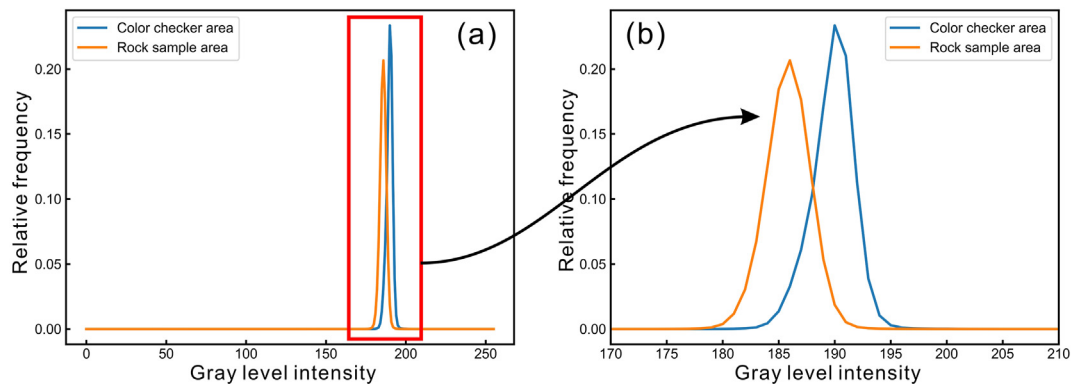 Color checker area
Rock sample area
(a)
Relative frequency
0.20
0.15
0.10
0.05
0.00
0
50
100
150
200
250
Gray level intensity
(b)
Color checker area
Rock sample area
Relative frequency
0.20
0.15
0.10
0.05
0.00
170
175
180
185
190
195
200
205
210
Gray level intensity